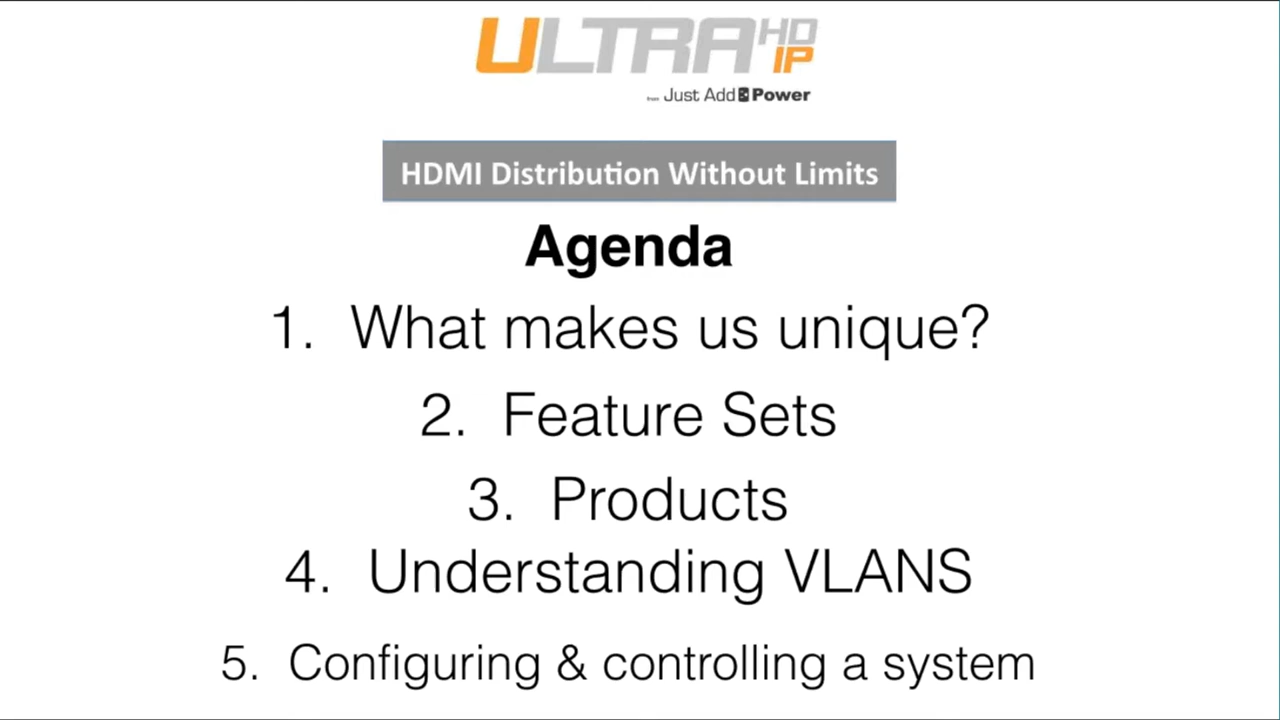 ULTRA HD IP
from Just Add Power
HDMI Distribution Without Limits
Agenda
1. What makes us unique?
2. Feature Sets
3. Products
4. Understanding VLANS
5. Configuring & controlling a system